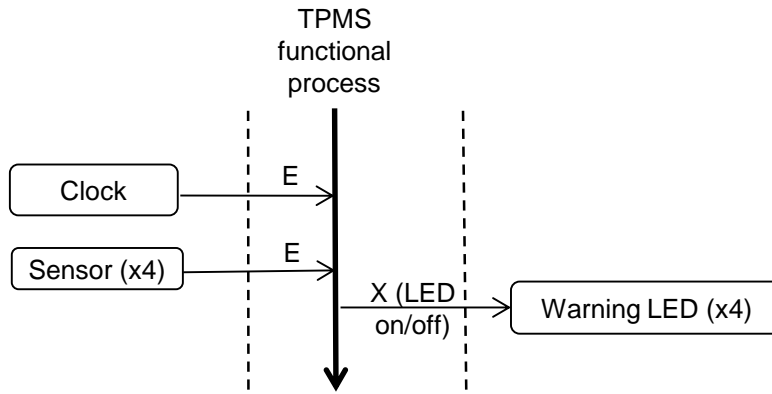 TPMS
functional
process
E
Clock
E
Sensor (x4)
X (LED
on/off)
Warning LED (x4)